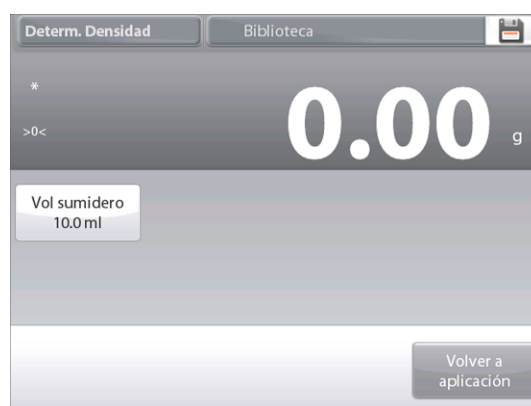 Determ. Densidad
Biblioteca
*
>0<
0.00
g
Vol sumidero
10.0 ml
Volver a
aplicación